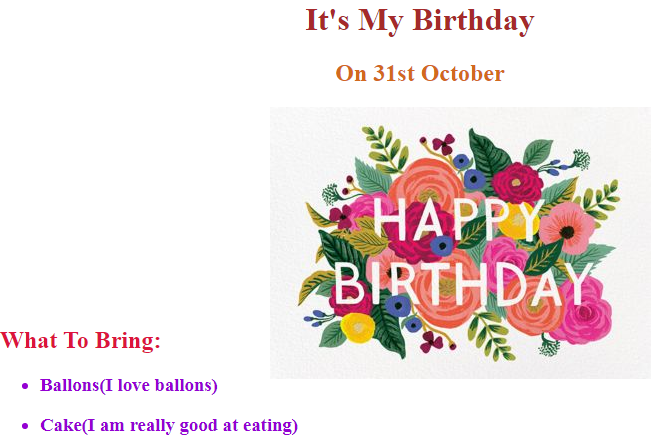 It's My Birthday
On 31st October
HAPPY
BIRTHDAY
What To Bring:
Ballons(I love ballons)
Cake(I am really good at eating)